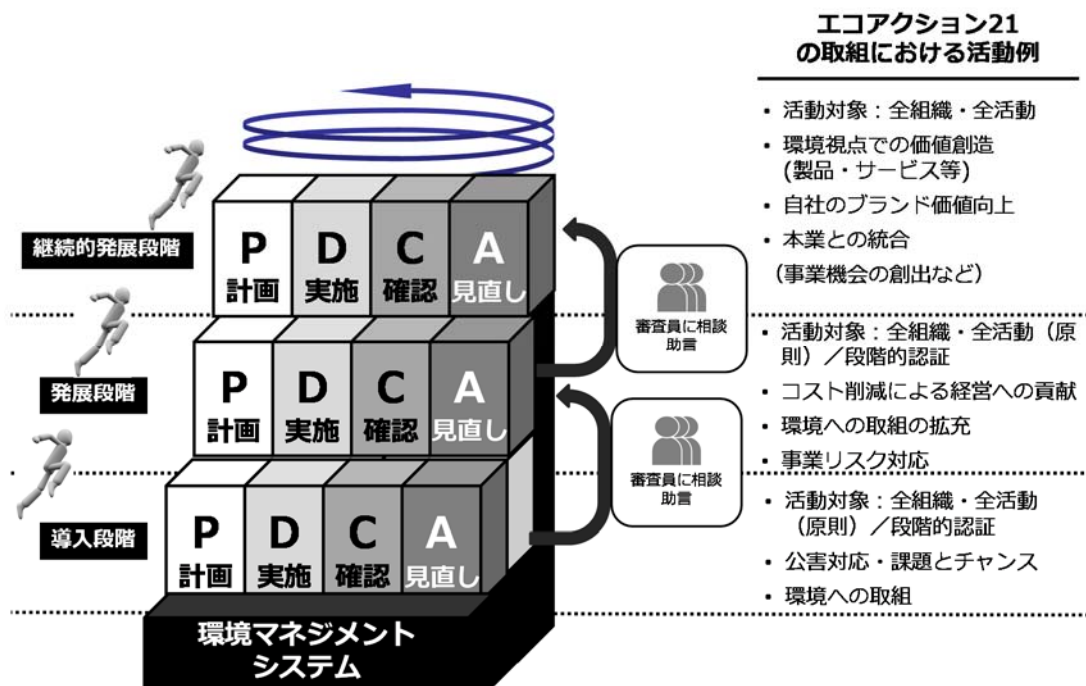 エコアクション21
の取組における活動例
・活動対象：全組織・全活動
・環境視点での価値創造
(製品・サービス等)
・自社のブランド価値向上
・本業との統合
（事業機会の創出など）
継続的発展段階
P
計画
D
実施
C
確認
A
見直し
審査員に相談
助言
・活動対象：全組織・全活動（原
則）／段階的認証
・コスト削減による経営への貢献
・環境への取組の拡充
・事業リスク対応
発展段階
P
計画
D
実施
C
確認
A
見直し
審査員に相談
助言
・活動対象：全組織・全活動
（原則）／段階的認証
・公害対応・課題とチャンス
・環境への取組
導入段階
P
計画
D
実施
C
確認
A
見直し
環境マネジメント
システム